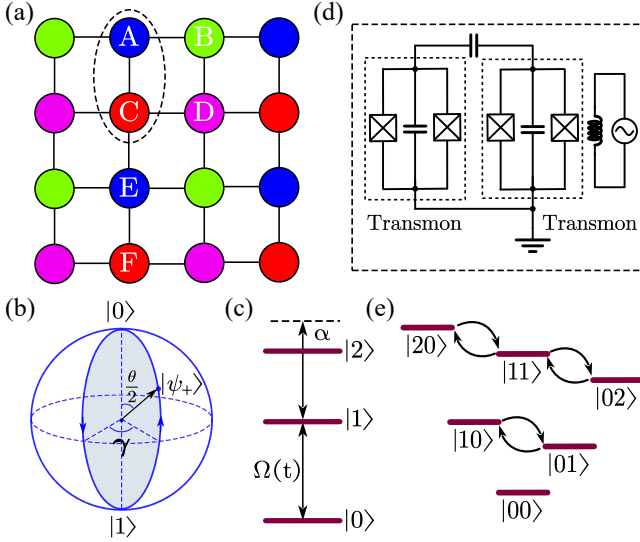 (a)
A
B
C
D
E
F
(d)
Transmon
Transmon
(b)
|0⟩
θ/2
|ψ₊⟩
γ
|1⟩
(c)
α
|2⟩
|1⟩
Ω(t)
|0⟩
(e)
|20⟩
|11⟩
|02⟩
|10⟩
|01⟩
|00⟩